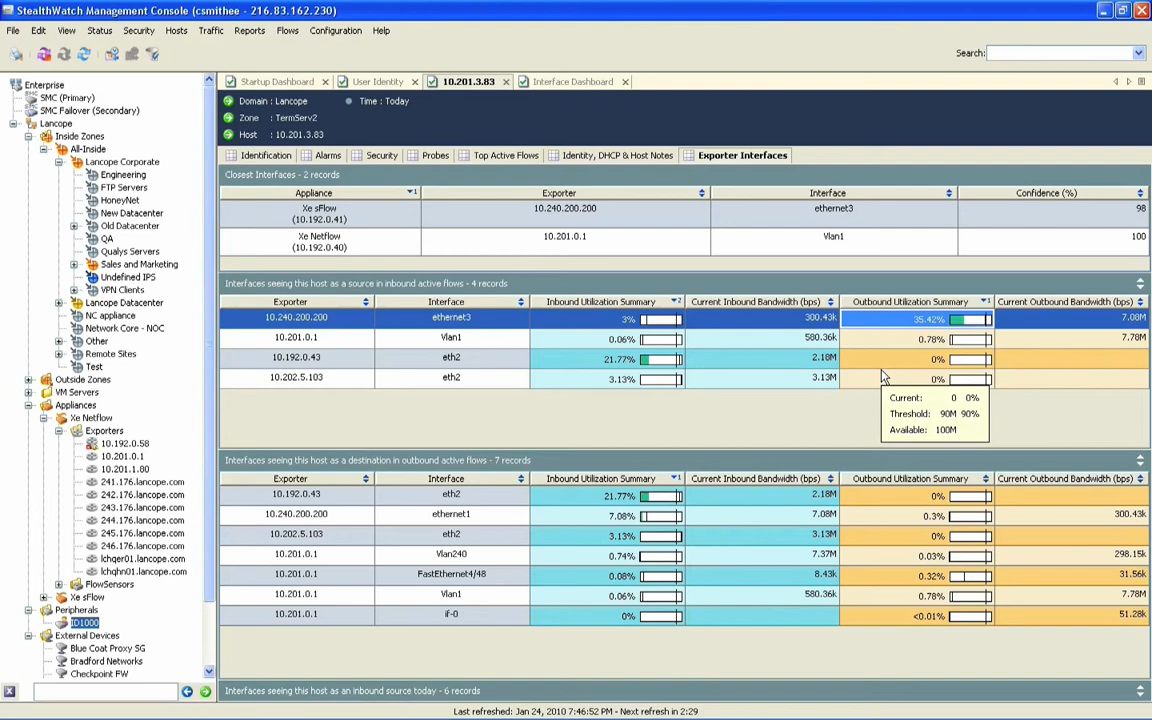 StealthWatch Management Console (csmithee - 216.83.162.230)
File Edit View Status Security Hosts Traffic Reports Flows Configuration Help
Search:
Enterprise
SMC (Primary)
SMC Failover (Secondary)
Lancope
Inside Zones
All-Inside
Lancope Corporate
Engineering
FTP Servers
HoneyNet
New Datacenter
Old Datacenter
QA
Qualys Servers
Sales and Marketing
Undefined IPS
VPN Clients
Lancope Datacenter
NC appliance
Network Core - NOC
Other
Remote Sites
Test
Outside Zones
VM Servers
Appliances
Xe Netflow
Exporters
10.192.0.58
10.201.0.1
10.201.1.80
241.176.lancope.com
242.176.lancope.com
243.176.lancope.com
244.176.lancope.com
245.176.lancope.com
246.176.lancope.com
lchqer01.lancope.com
lchqhn01.lancope.com
FlowSensors
Xe sFlow
Peripherals
ID1000
External Devices
Blue Coat Proxy SG
Bradford Networks
Checkpoint FW
Startup Dashboard User Identity 10.201.3.83 Interface Dashboard
Domain : Lancope Time : Today
Zone : TermServ2
Host : 10.201.3.83
Identification Alarms Security Probes Top Active Flows Identity, DHCP & Host Notes Exporter Interfaces
Closest Interfaces - 2 records
Appliance 1 Exporter Interface Confidence (%)
Xe sFlow 10.240.200.200 ethernet3 98
(10.192.0.41)
Xe Netflow 10.201.0.1 Vlan1 100
(10.192.0.40)
Interfaces seeing this host as a source in inbound active flows - 4 records
Exporter Interface Inbound Utilization Summary 2 Current Inbound Bandwidth (bps) Outbound Utilization Summary 1 Current Outbound Bandwidth (bps)
10.240.200.200 ethernet3 3% 300.43k 35.42% 7.08M
10.201.0.1 Vlan1 0.06% 580.36k 0.78% 7.78M
10.192.0.43 eth2 21.77% 2.18M 0%
10.202.5.103 eth2 3.13% 3.13M 0%
Current: 0 0%
Threshold: 90M 90%
Available: 100M
Interfaces seeing this host as a destination in outbound active flows - 7 records
Exporter Interface Inbound Utilization Summary 1 Current Inbound Bandwidth (bps) Outbound Utilization Summary Current Outbound Bandwidth (bps)
10.192.0.43 eth2 21.77% 2.18M 0%
10.240.200.200 ethernet1 7.08% 7.08M 0.3% 300.43k
10.202.5.103 eth2 3.13% 3.13M 0%
10.201.0.1 Vlan240 0.74% 7.37M 0.03% 298.15k
10.201.0.1 FastEthernet4/48 0.08% 8.43k 0.32% 31.56k
10.201.0.1 Vlan1 0.06% 580.36k 0.78% 7.78M
10.201.0.1 if-0 0% <0.01% 51.28k
Interfaces seeing this host as an inbound source today - 6 records
Last refreshed: Jan 24, 2010 7:46:52 PM - Next refresh in 2:29